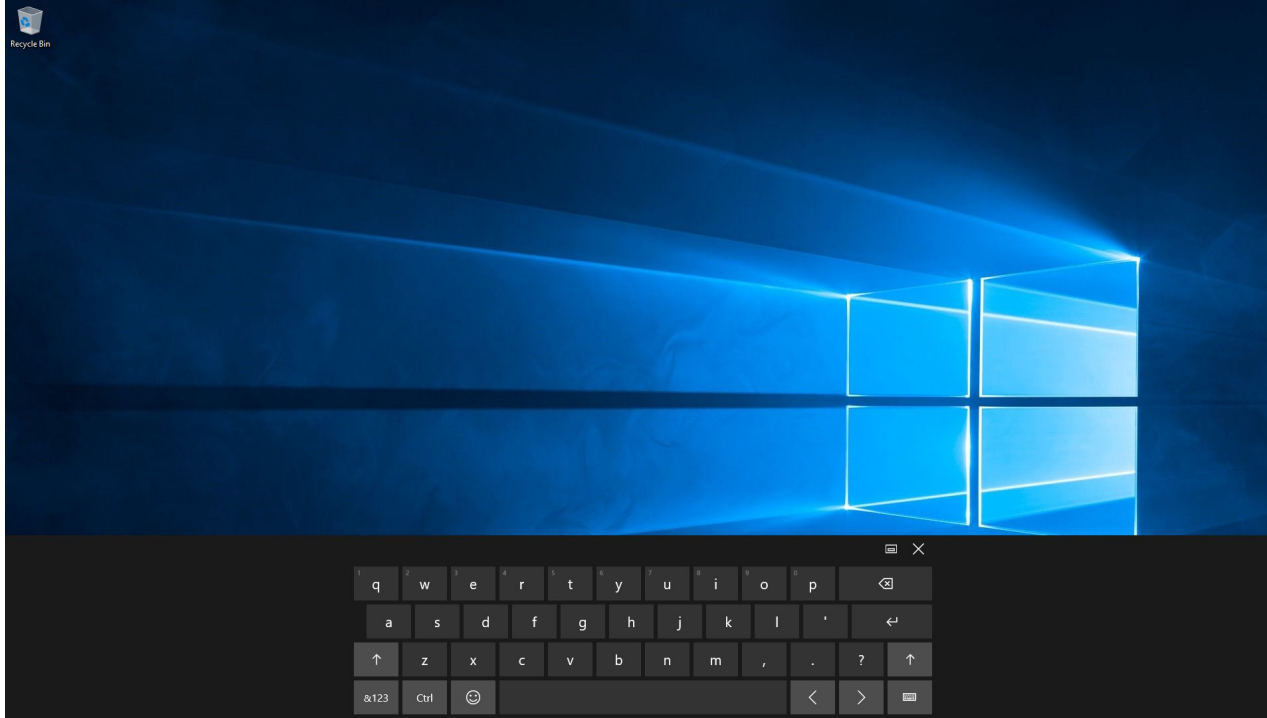 Recycle Bin
1 q 2 w 3 e 4 r 5 t 6 y 7 u 8 i 9 o 0 p
a s d f g h j k l '
z x c v b n m , . ?
&123 Ctrl